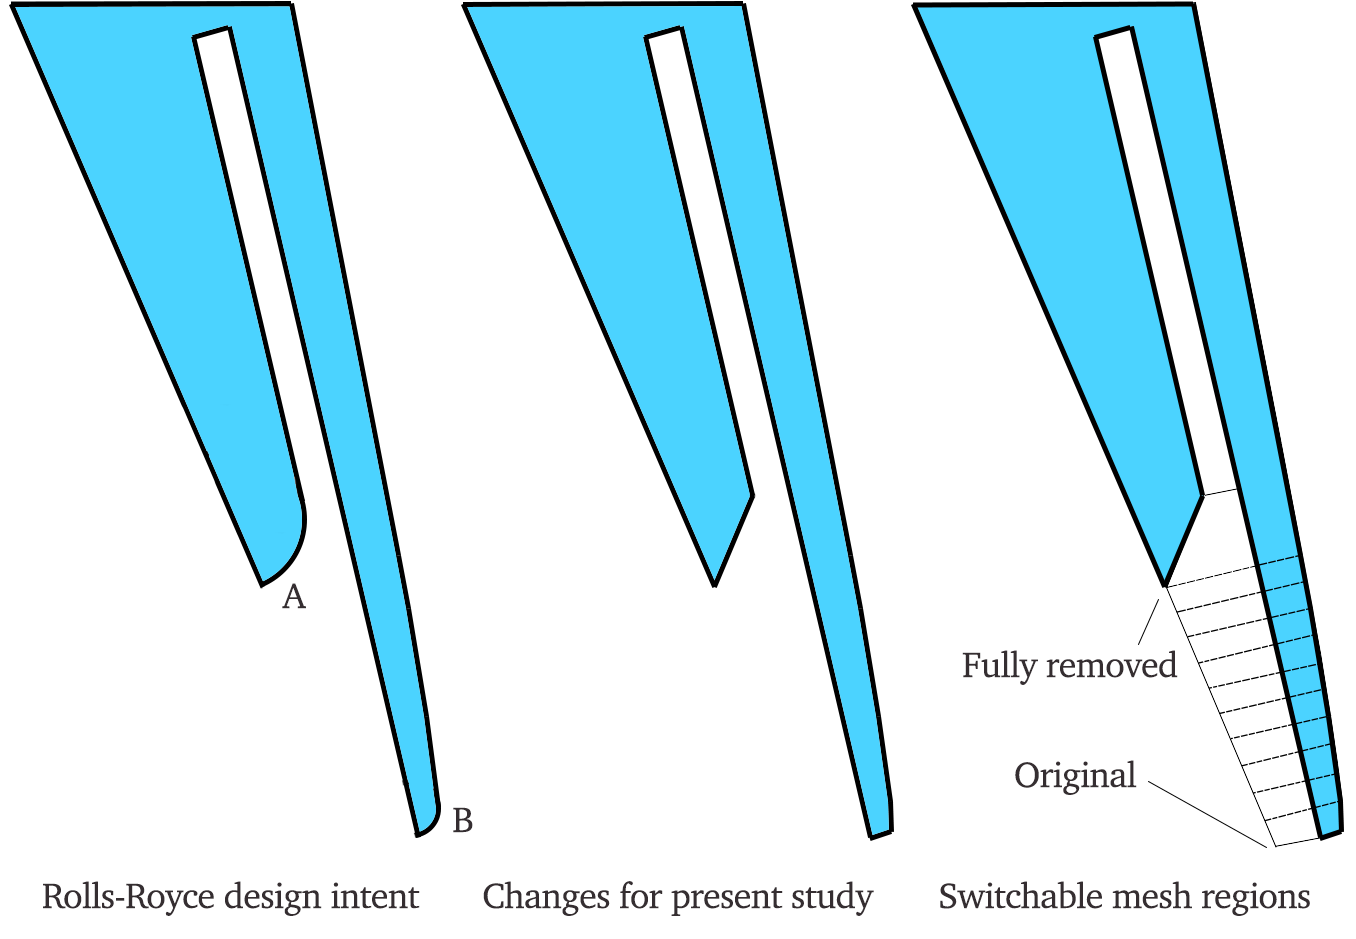 A
Fully removed
Original
B
Rolls-Royce design intent
Changes for present study
Switchable mesh regions